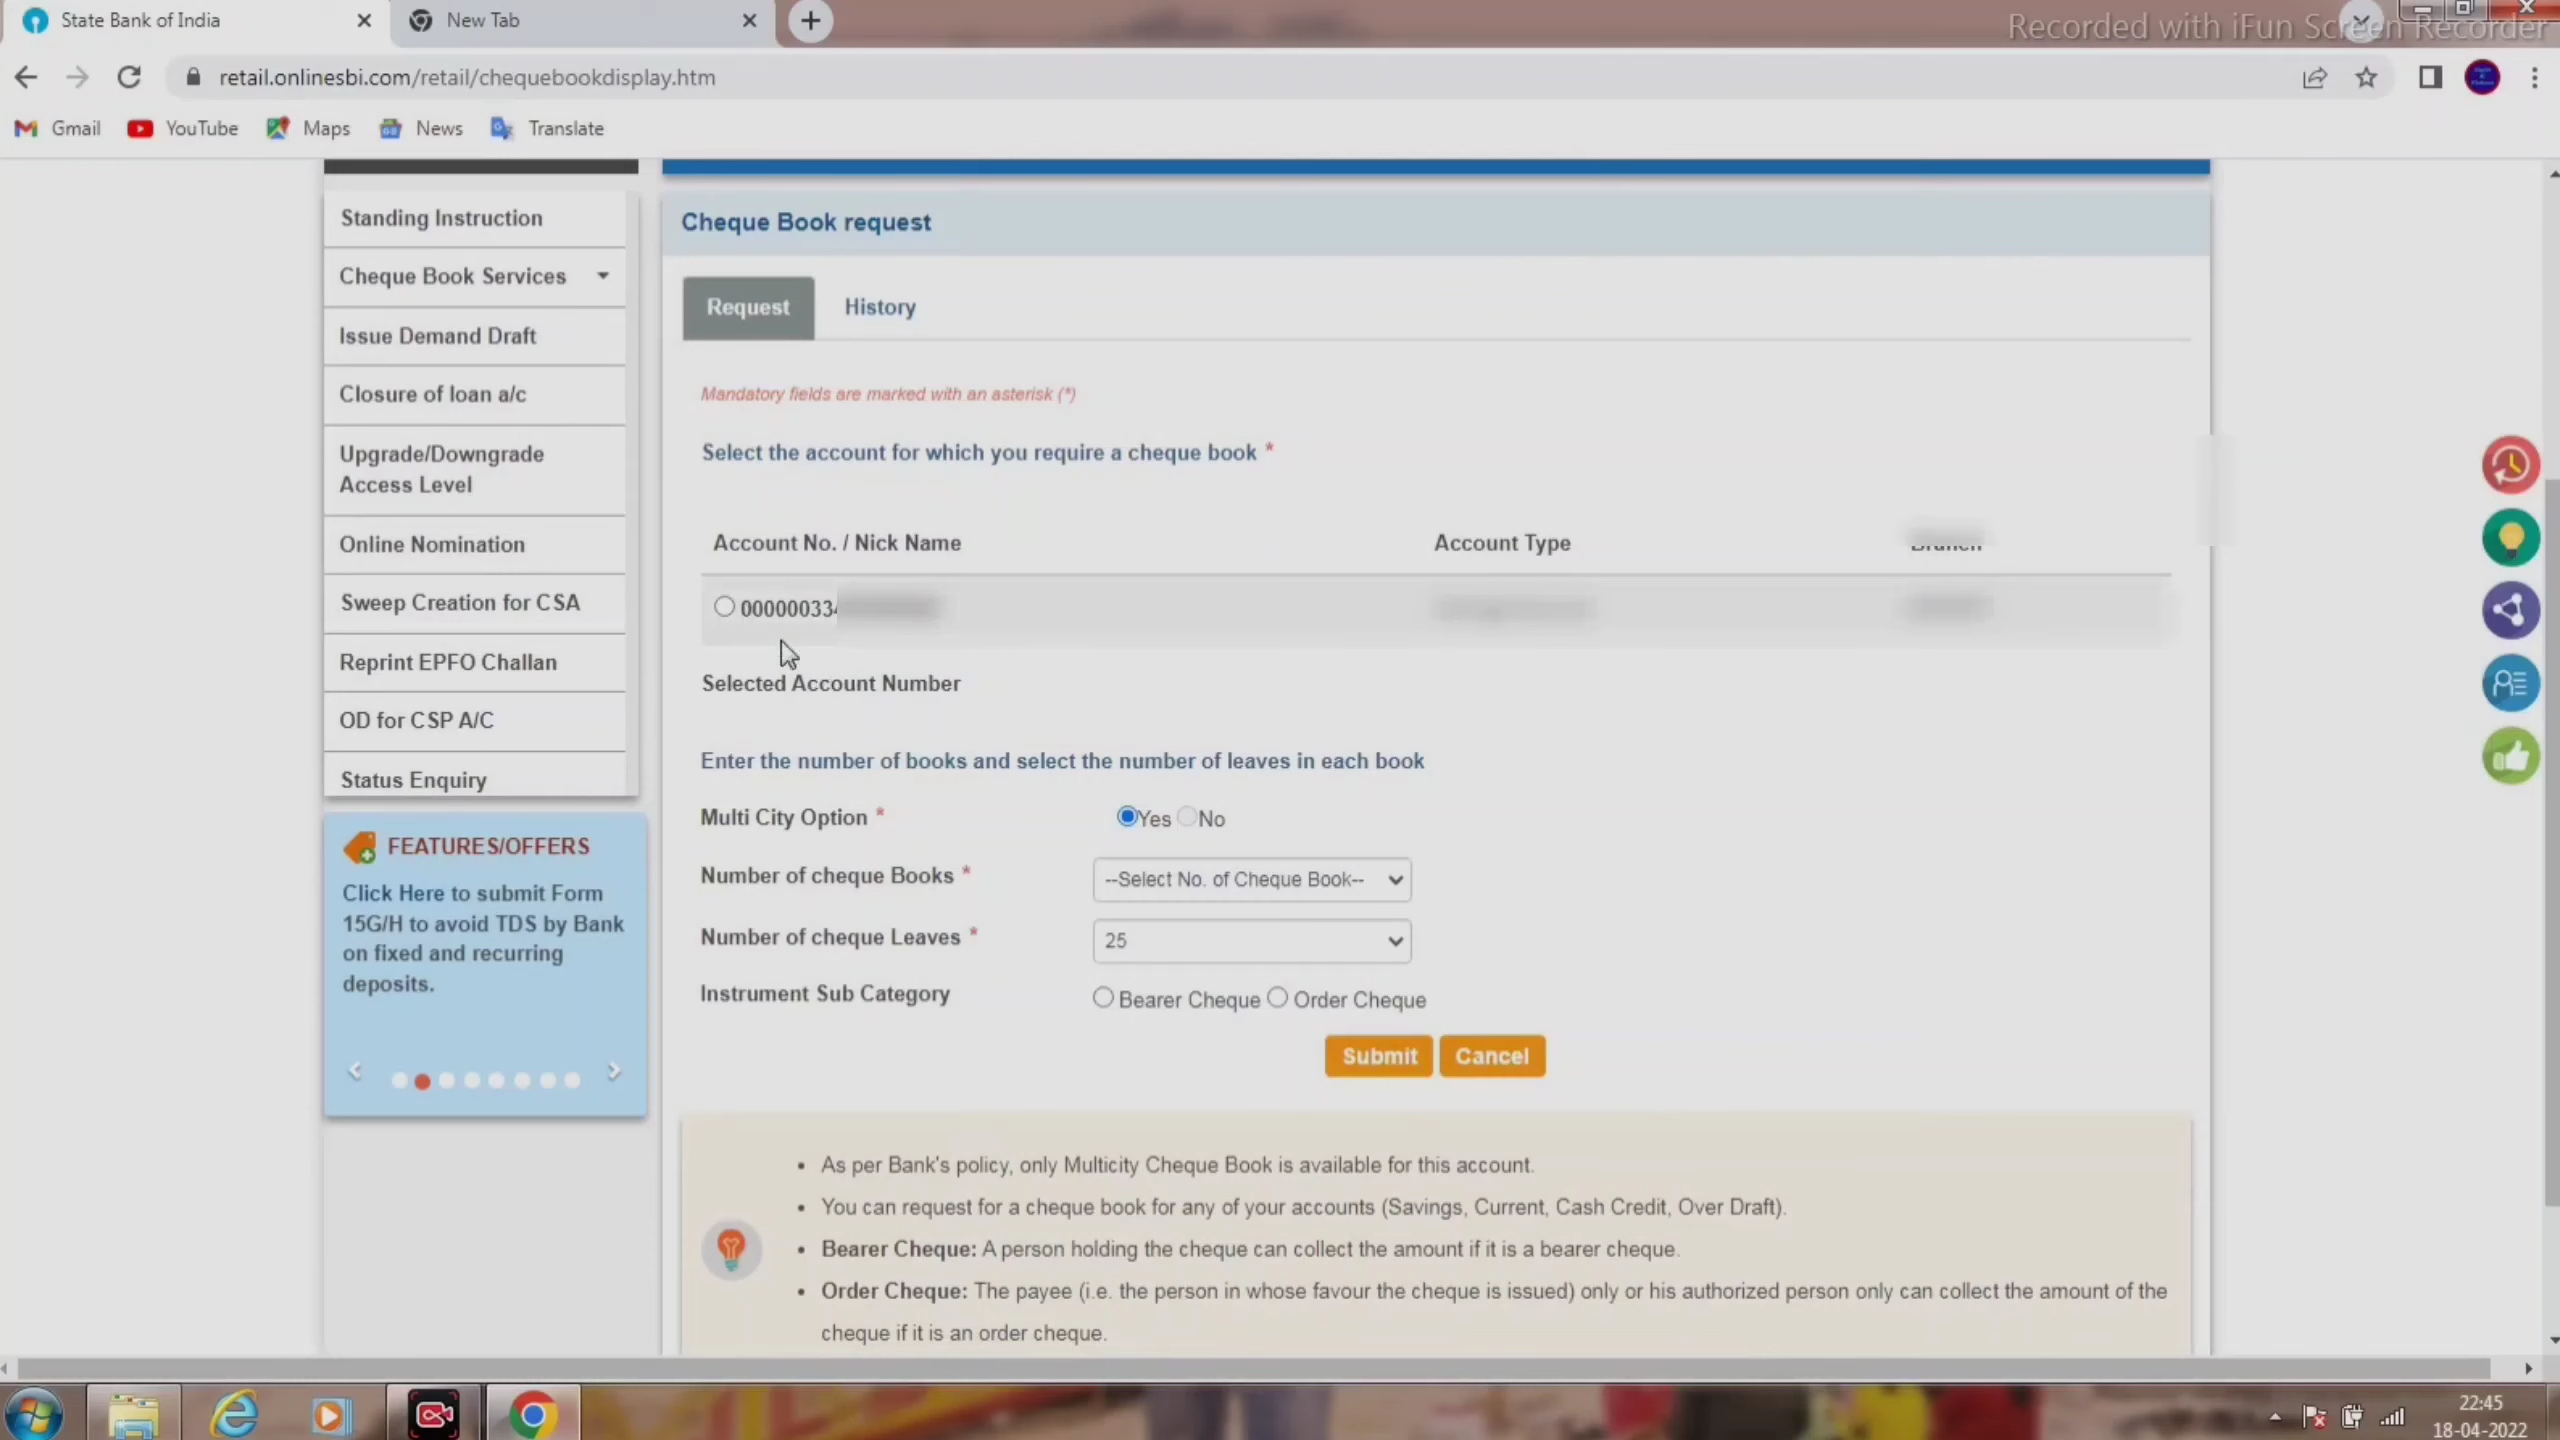 State Bank of India
New Tab
Recorded with iFun Screen Recorder
retail.onlinesbi.com/retail/chequebookdisplay.htm
Gmail
YouTube
Maps
News
Translate
Standing Instruction
Cheque Book Services
Issue Demand Draft
Closure of loan a/c
Upgrade/Downgrade
Access Level
Online Nomination
Sweep Creation for CSA
Reprint EPFO Challan
OD for CSP A/C
Status Enquiry
FEATURES/OFFERS
Click Here to submit Form
15G/H to avoid TDS by Bank
on fixed and recurring
deposits.
Cheque Book request
Request
History
Mandatory fields are marked with an asterisk (*)
Select the account for which you require a cheque book *
Account No. / Nick Name
Account Type
Branch
00000033
Selected Account Number
Enter the number of books and select the number of leaves in each book
Multi City Option *
Yes
No
Number of cheque Books *
--Select No. of Cheque Book--
Number of cheque Leaves *
25
Instrument Sub Category
Bearer Cheque
Order Cheque
Submit
Cancel
• As per Bank's policy, only Multicity Cheque Book is available for this account.
• You can request for a cheque book for any of your accounts (Savings, Current, Cash Credit, Over Draft).
• Bearer Cheque: A person holding the cheque can collect the amount if it is a bearer cheque.
• Order Cheque: The payee (i.e. the person in whose favour the cheque is issued) only or his authorized person only can collect the amount of the
cheque if it is an order cheque.
22:45
18-04-2022